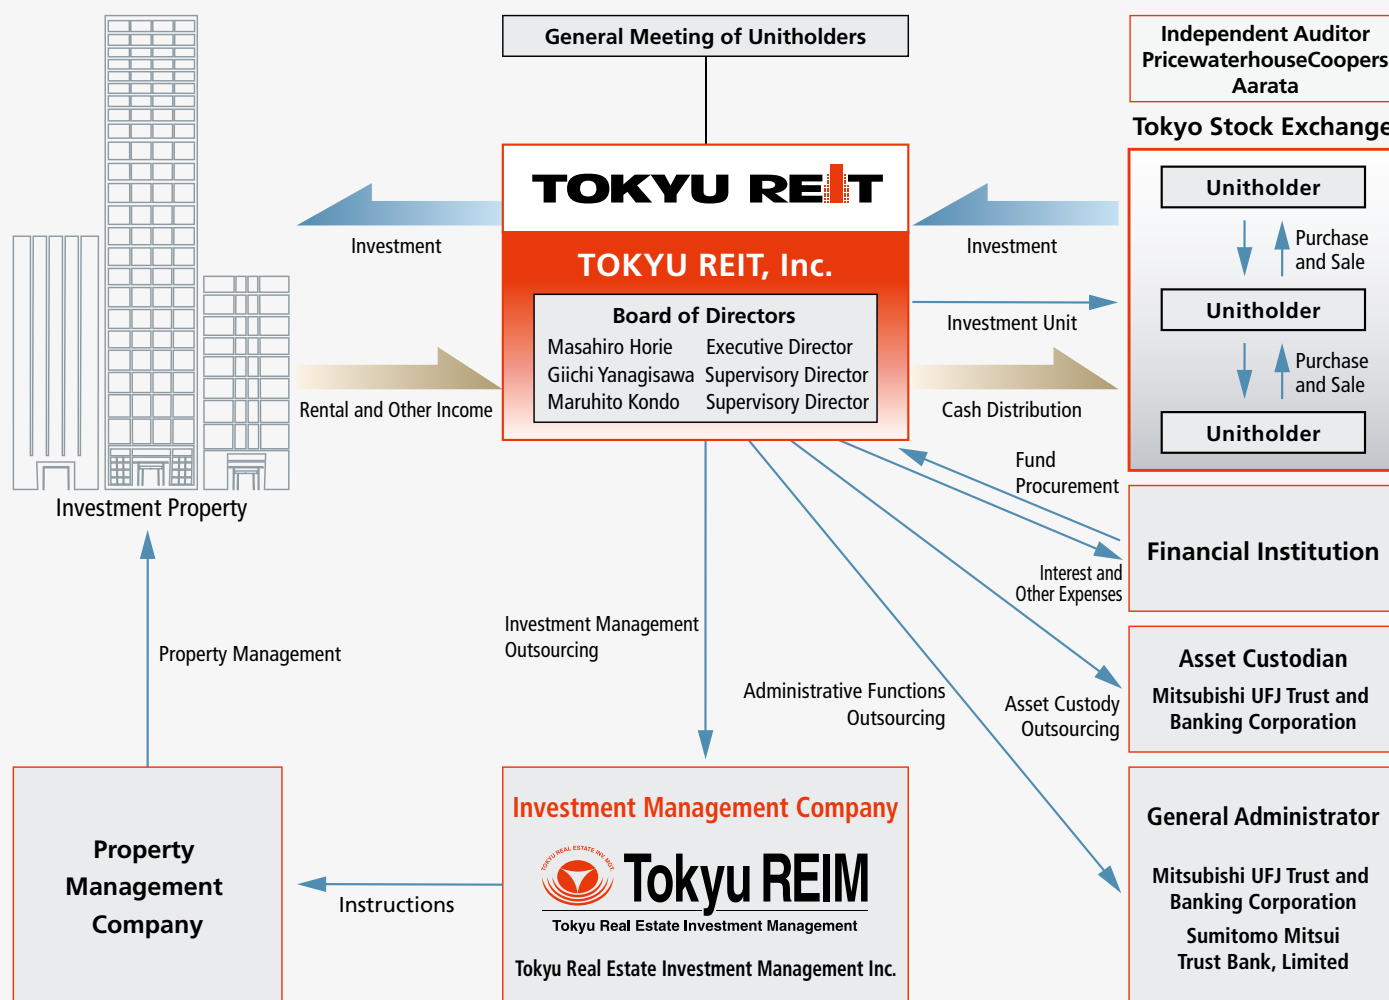 General Meeting of Unitholders
Independent Auditor
PricewaterhouseCoopers
Aarata
Tokyo Stock Exchange
TOKYU REIT
TOKYU REIT, Inc.
Board of Directors
Masahiro Horie Executive Director
Giichi Yanagisawa Supervisory Director
Maruhito Kondo Supervisory Director
Investment
Rental and Other Income
Investment Property
Investment
Investment Unit
Cash Distribution
Unitholder
Purchase
and Sale
Unitholder
Purchase
and Sale
Unitholder
Fund
Procurement
Interest and
Other Expenses
Financial Institution
Investment Management
Outsourcing
Property Management
Administrative Functions
Outsourcing
Asset Custody
Outsourcing
Asset Custodian
Mitsubishi UFJ Trust and
Banking Corporation
Property
Management
Company
Instructions
Investment Management Company
TOKYU REAL ESTATE INV. MGT.
Tokyu REIM
Tokyu Real Estate Investment Management
Tokyu Real Estate Investment Management Inc.
General Administrator
Mitsubishi UFJ Trust and
Banking Corporation
Sumitomo Mitsui
Trust Bank, Limited